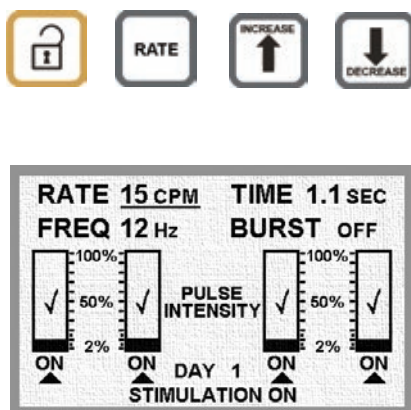 RATE
INCREASE
DECREASE
RATE 15 CPM TIME 1.1 SEC
FREQ 12 Hz BURST OFF
100% 100%
50% PULSE INTENSITY 50%
2% 2%
ON ON DAY 1 ON ON
STIMULATION ON